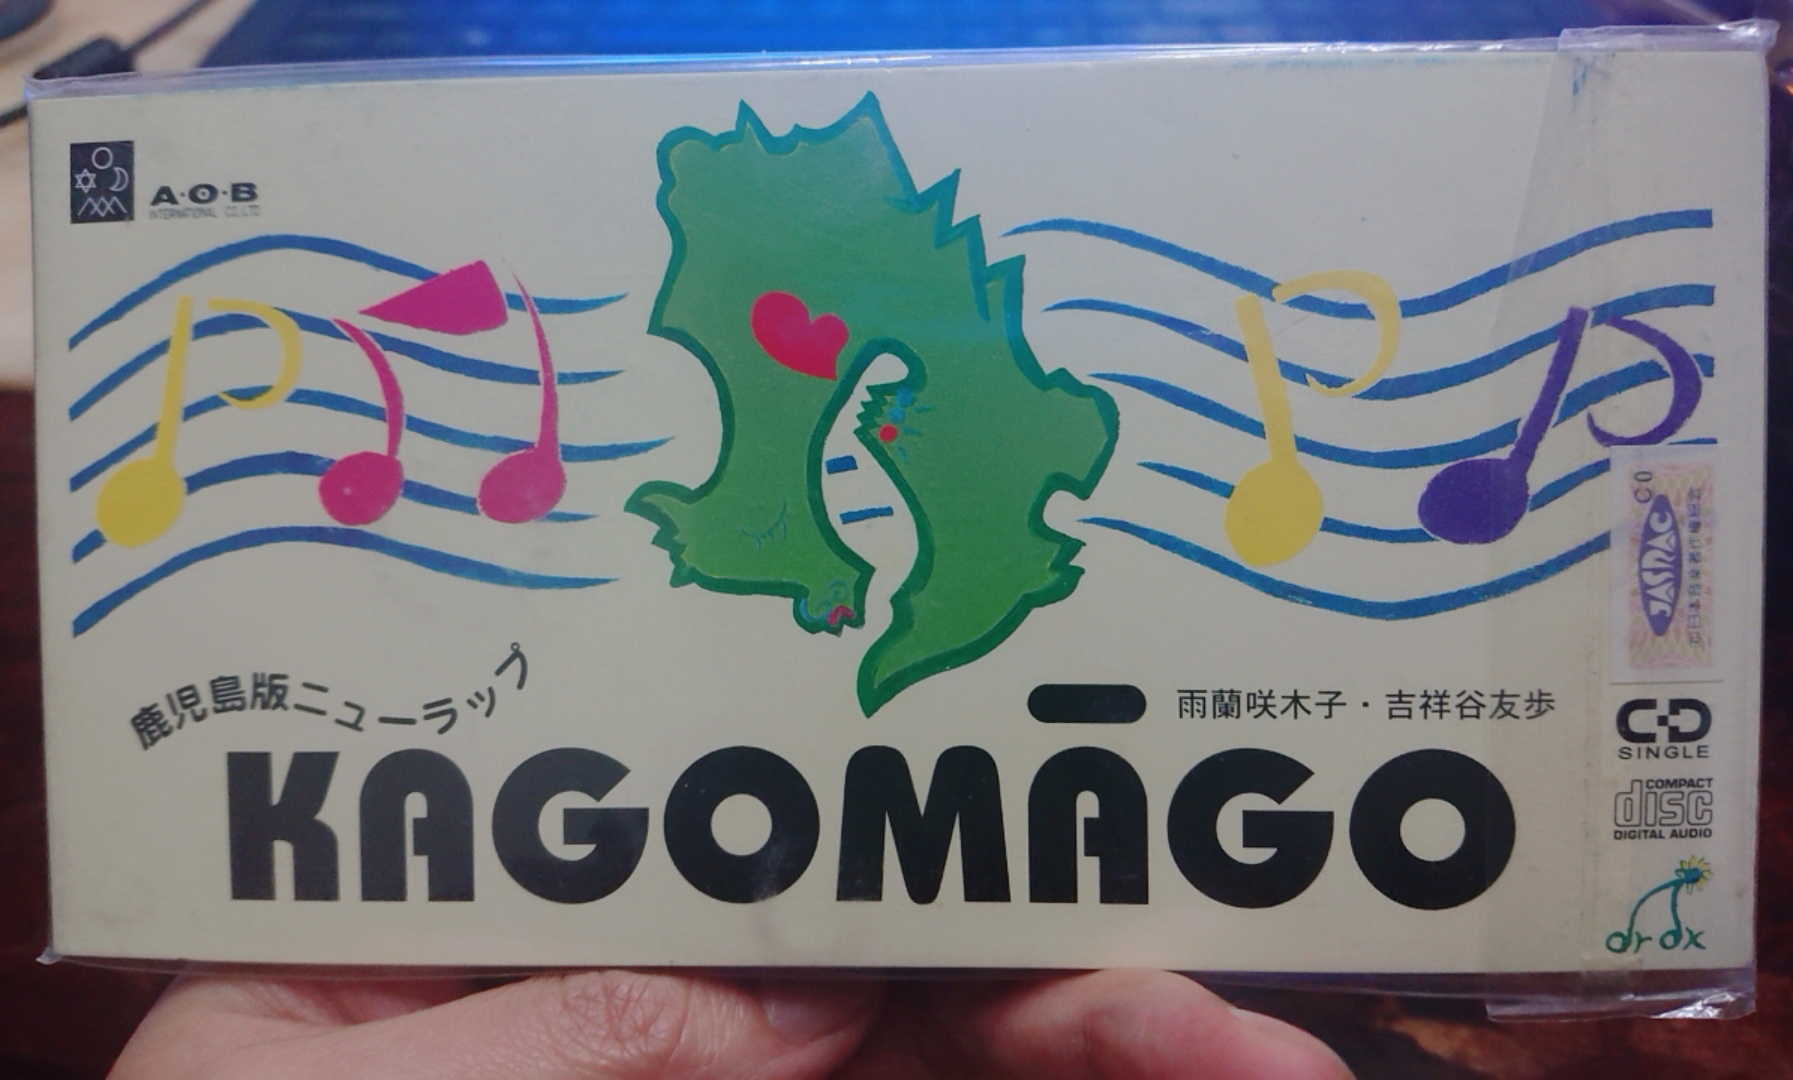 A・O・B
INTERNATIONAL CO.,LTD
鹿児島版ニューラップ
雨蘭咲木子・吉祥谷友歩
KAGOMĀGO
C0
JASRAC
CD
SINGLE
COMPACT
disc
DIGITAL AUDIO